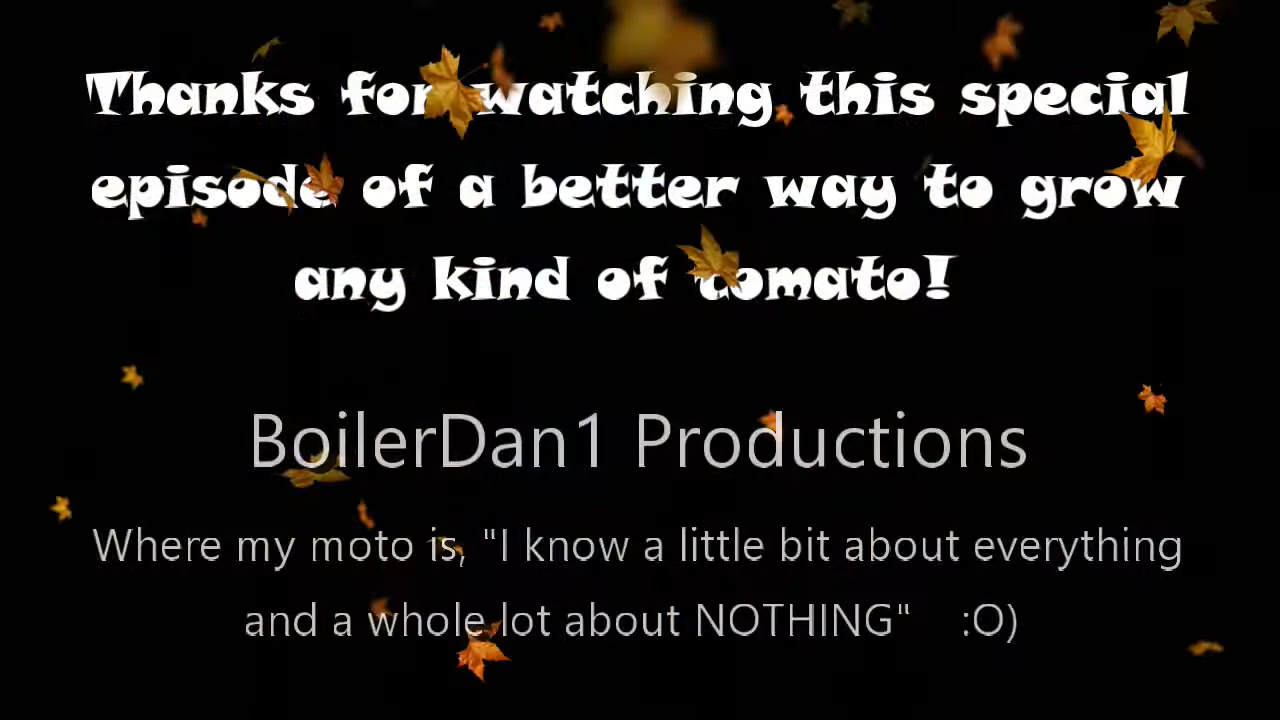 Thanks for watching this special
episode of a better way to grow
any kind of tomato!
BoilerDan1 Productions
Where my moto is, "I know a little bit about everything
and a whole lot about NOTHING" :O)